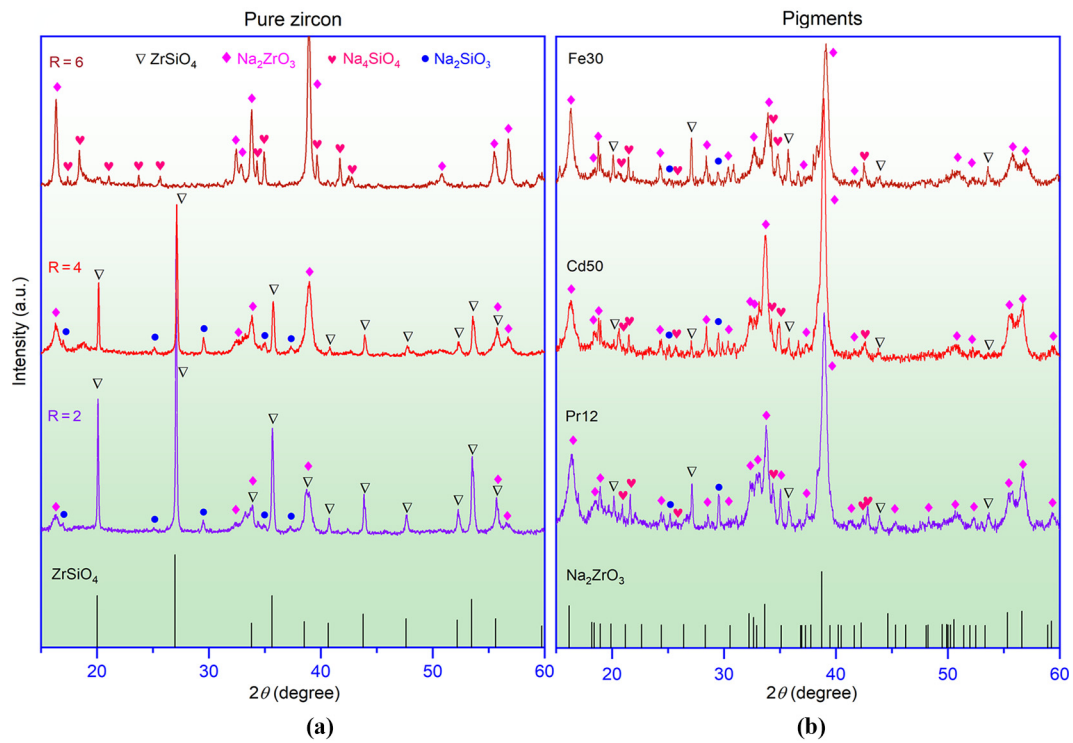 Pure zircon
Pigments
R = 6
ZrSiO₄
Na₂ZrO₃
Na₄SiO₄
Na₂SiO₃
R = 4
R = 2
ZrSiO₄
Intensity (a.u.)
20 30 40 50 60
2θ (degree)
(a)
Fe30
Cd50
Pr12
Na₂ZrO₃
20 30 40 50 60
2θ (degree)
(b)